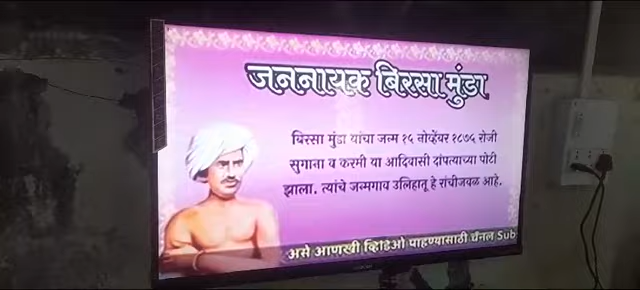 जननायक बिरसा मुंडा
बिरसा मुंडा यांचा जन्म १५ नोव्हेंबर १८७५ रोजी
सुगाना व करमी या आदिवासी दांपत्याच्या पोटी
झाला. त्यांचे जन्मगाव उलिहातू हे रांचीजवळ आहे.
असे आणखी व्हिडिओ पाहण्यासाठी चॅनल Sub